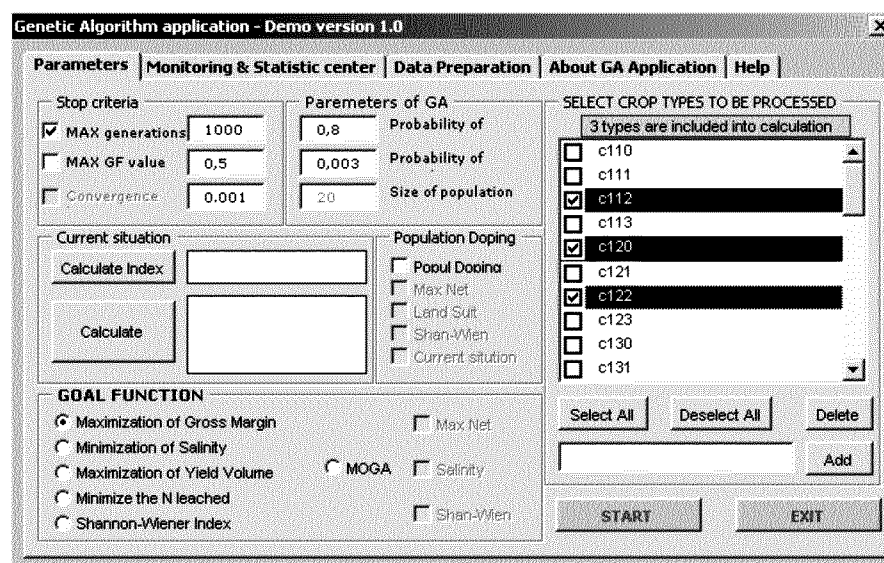 Genetic Algorithm application - Demo version 1.0
Parameters
Monitoring & Statistic center
Data Preparation
About GA Application
Help
Stop criteria
MAX generations 1000
MAX GF value 0,5
Convergence 0.001
Paremeters of GA
0,8 Probability of
0,003 Probability of
20 Size of population
Current situation
Calculate Index
Calculate
Population Doping
Popul Doping
Max Net
Land Suit
Shan-Wien
Current sitution
GOAL FUNCTION
Maximization of Gross Margin
Minimization of Salinity
Maximization of Yield Volume
Minimize the N leached
Shannon-Wiener Index
MOGA
Max Net
Salinity
Shan-Wien
SELECT CROP TYPES TO BE PROCESSED
3 types are included into calculation
c110
c111
c112
c113
c120
c121
c122
c123
c130
c131
Select All
Deselect All
Delete
Add
START
EXIT